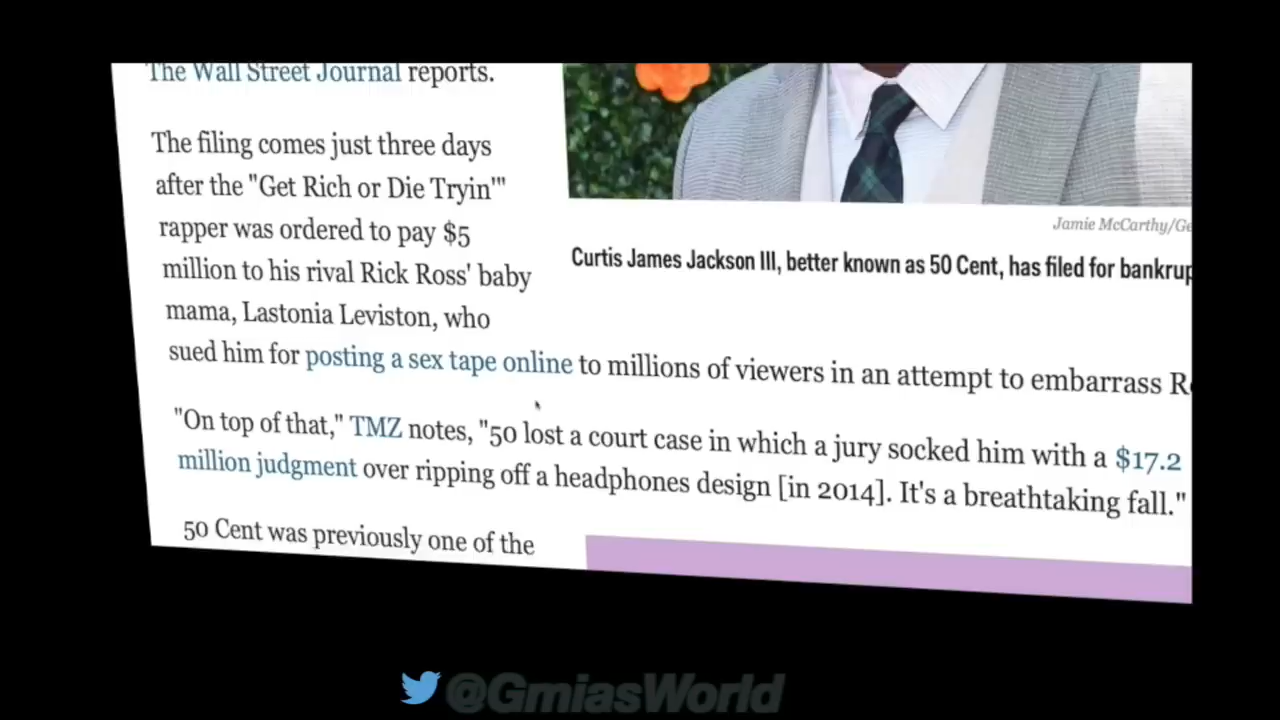 The Wall Street Journal reports.
The filing comes just three days
after the "Get Rich or Die Tryin'"
rapper was ordered to pay $5
million to his rival Rick Ross' baby
mama, Lastonia Leviston, who
sued him for posting a sex tape online to millions of viewers in an attempt to embarrass R
"On top of that," TMZ notes, "50 lost a court case in which a jury socked him with a $17.2
million judgment over ripping off a headphones design [in 2014]. It's a breathtaking fall."
50 Cent was previously one of the
Jamie McCarthy/Ge
Curtis James Jackson III, better known as 50 Cent, has filed for bankrup
@GmiasWorld